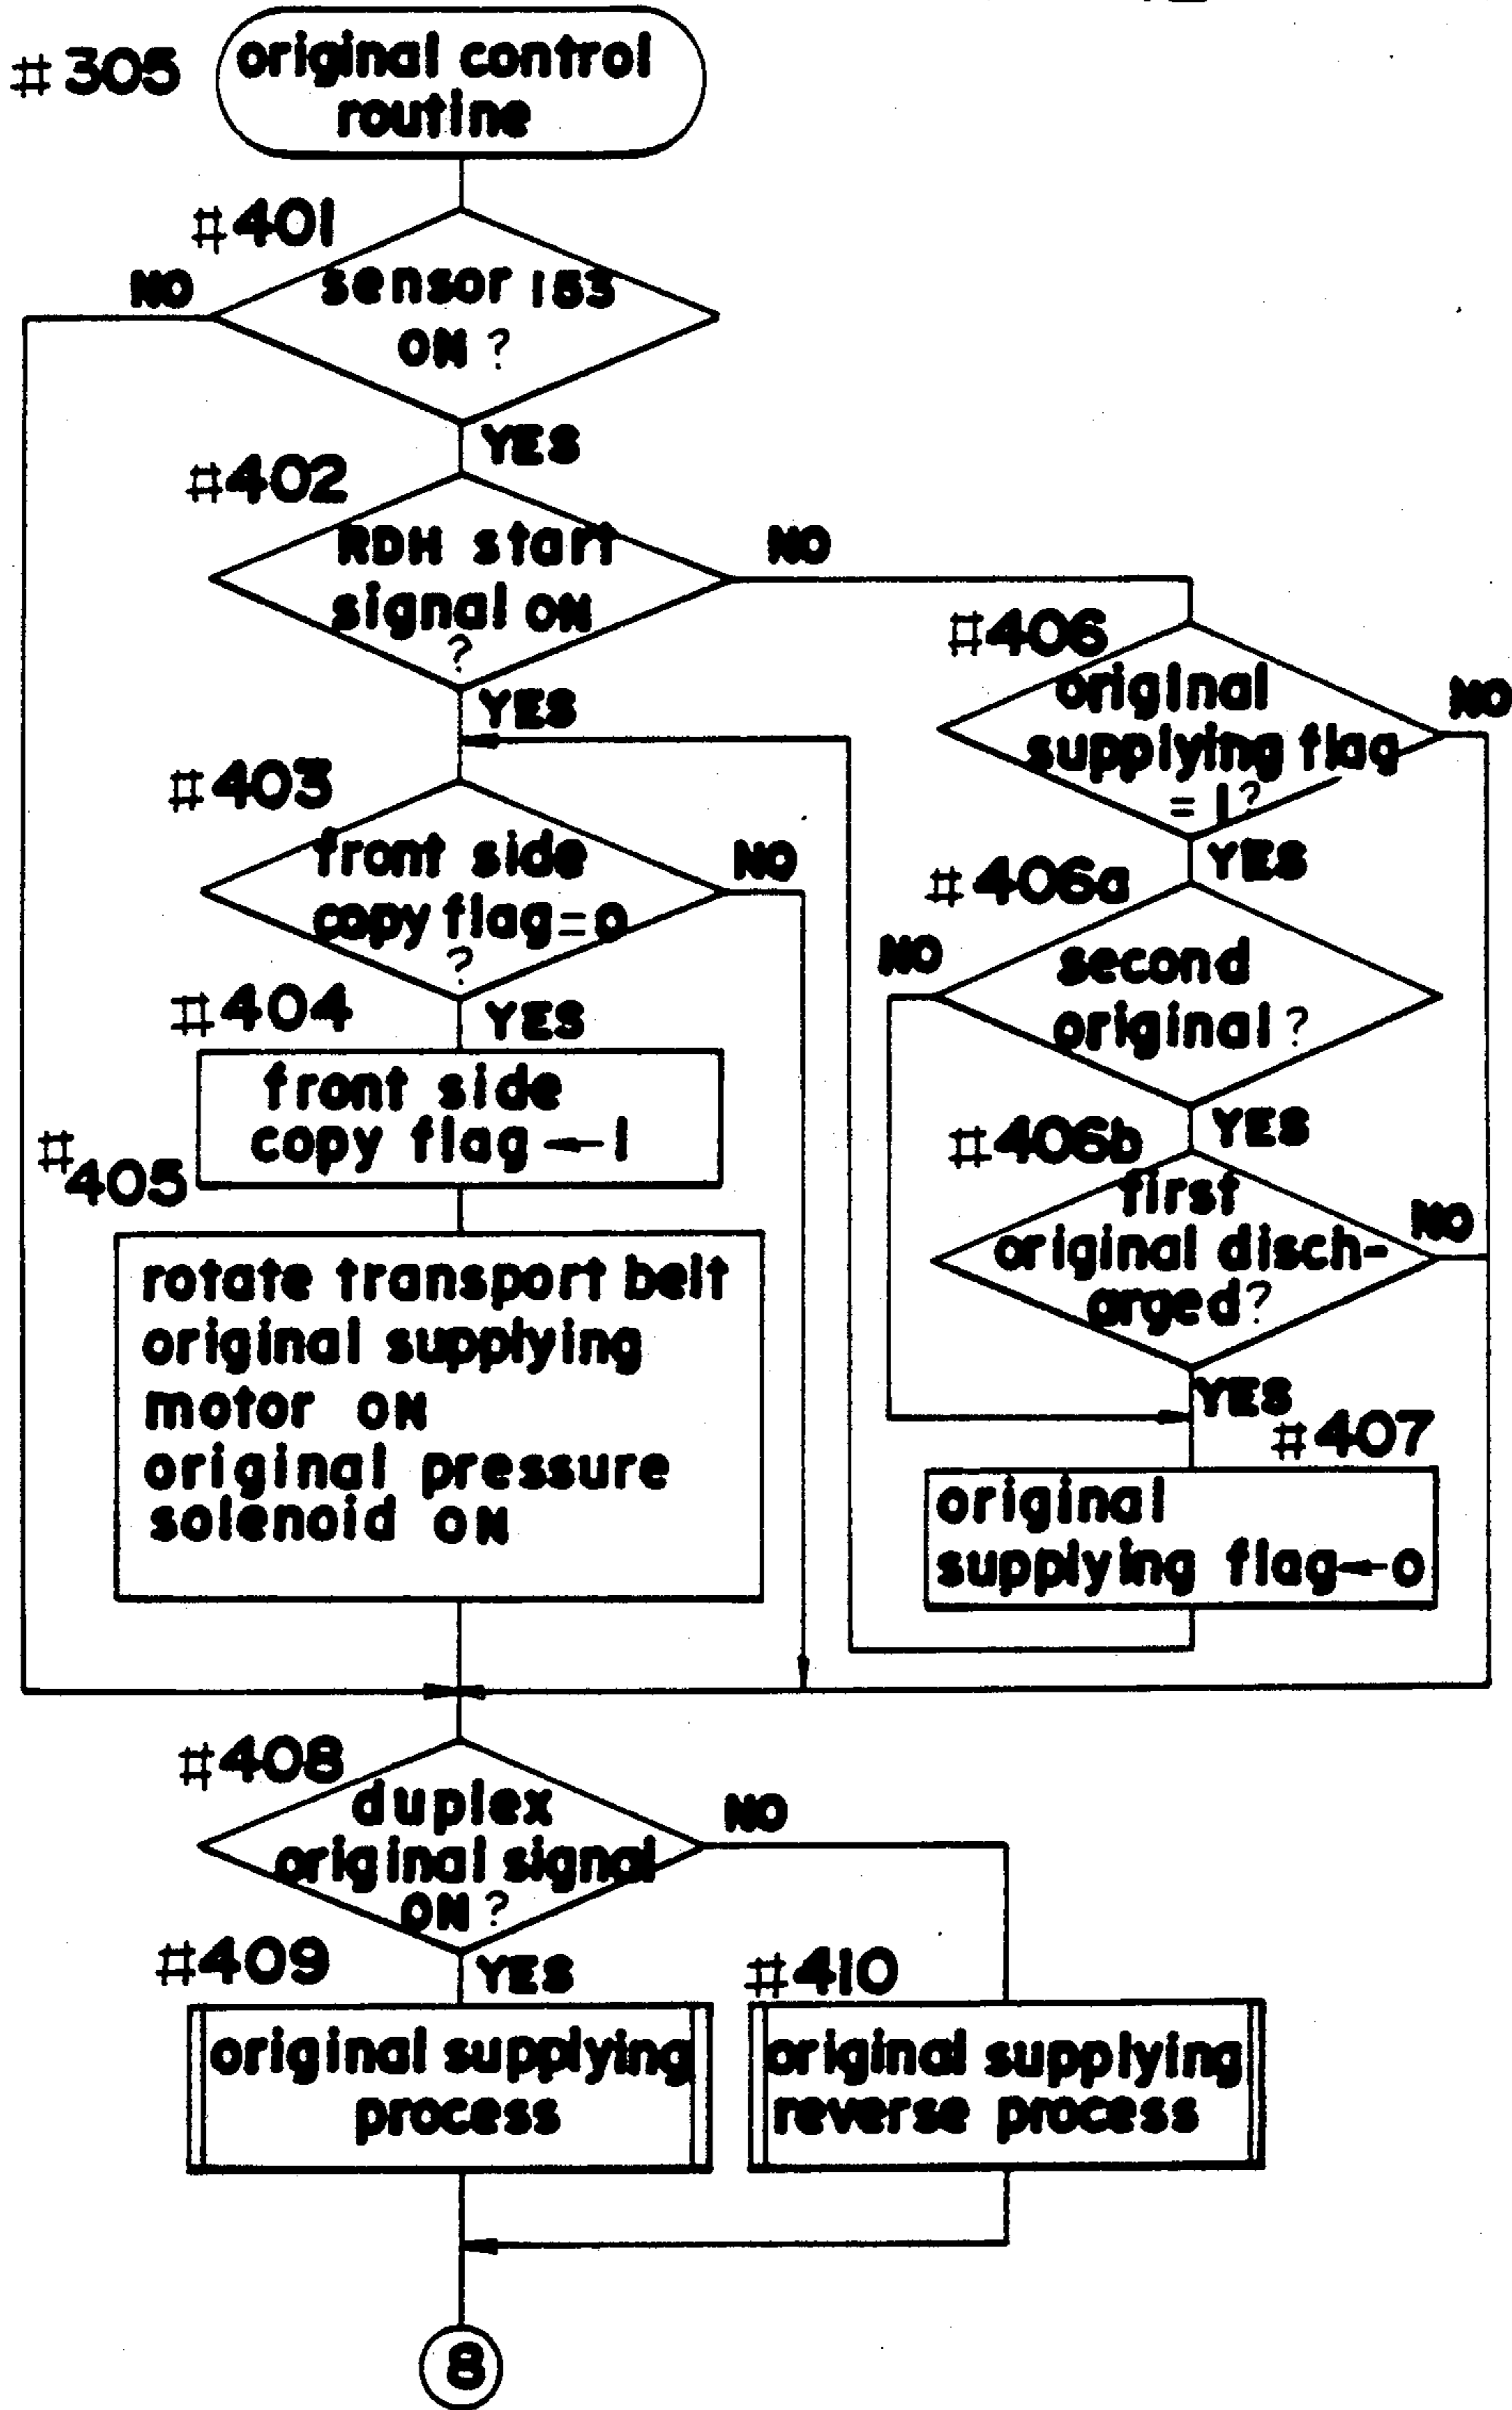 #305
original control
routine
#401
NO
sensor 153
ON ?
YES
#402
RDH start
signal ON
?
NO
YES
#406
original
supplying flag
= 1 ?
NO
YES
#403
front side
copy flag=0
?
NO
YES
#406a
second
original ?
NO
YES
#404
front side
copy flag ← 1
#406b
first
original disch-
arged ?
NO
YES
#
405
rotate transport belt
original supplying
motor ON
original pressure
solenoid ON
#407
original
supplying flag←0
#408
duplex
original signal
ON ?
NO
YES
#409
original supplying
process
#410
original supplying
reverse process
8